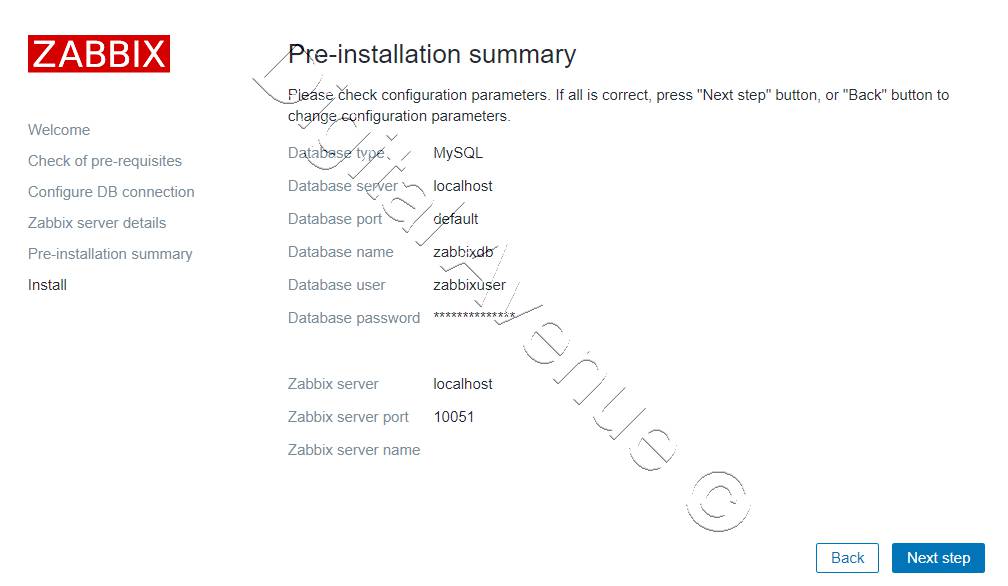 ZABBIX
Welcome
Check of pre-requisites
Configure DB connection
Zabbix server details
Pre-installation summary
Install
Pre-installation summary
Please check configuration parameters. If all is correct, press "Next step" button, or "Back" button to
change configuration parameters.
Database type MySQL
Database server localhost
Database port default
Database name zabbixdb
Database user zabbixuser
Database password **************
Zabbix server localhost
Zabbix server port 10051
Zabbix server name
Back Next step
Digital Avenue ©